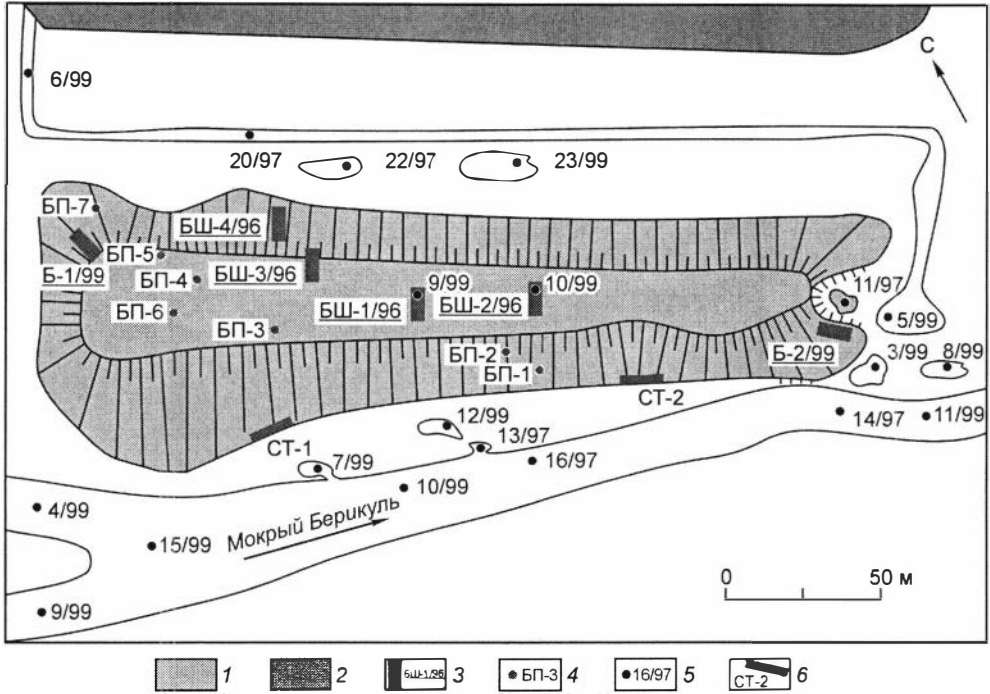 С
6/99
20/97
22/97
23/99
БП-7
БШ-4/96
БП-5
Б-1/99
БП-4
БШ-3/96
9/99
10/99
11/97
БП-6
БШ-1/96
БШ-2/96
5/99
БП-3
БП-2
Б-2/99
3/99
8/99
БП-1
СТ-2
12/99
14/97
11/99
СТ-1
13/97
7/99
16/97
4/99
10/99
Мокрый Берикуль
15/99
0
50 м
9/99
1
2
БШ-1/96
3
БП-3
4
16/97
5
СТ-2
6